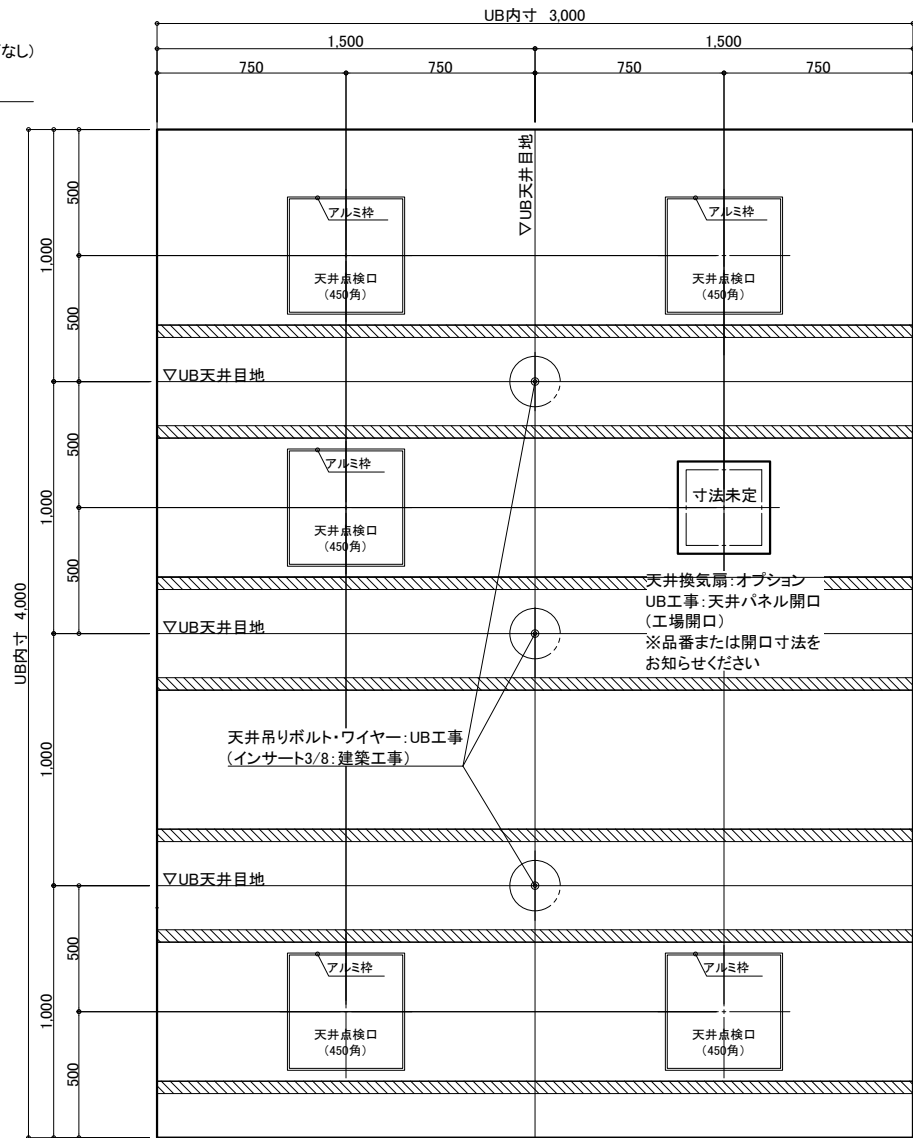 UB内寸 3,000
なし)
1,500
1,500
750
750
750
750
▽UB天井目地
500
アルミ枠
アルミ枠
1,000
天井点検口
(450角)
天井点検口
(450角)
500
▽UB天井目地
500
アルミ枠
寸法未定
1,000
天井点検口
(450角)
500
天井換気扇:オプション
UB工事:天井パネル開口
(工場開口)
※品番または開口寸法を
お知らせください
UB内寸 4,000
▽UB天井目地
天井吊りボルト・ワイヤー:UB工事
(インサート3/8:建築工事)
1,000
▽UB天井目地
500
アルミ枠
アルミ枠
1,000
天井点検口
(450角)
天井点検口
(450角)
500